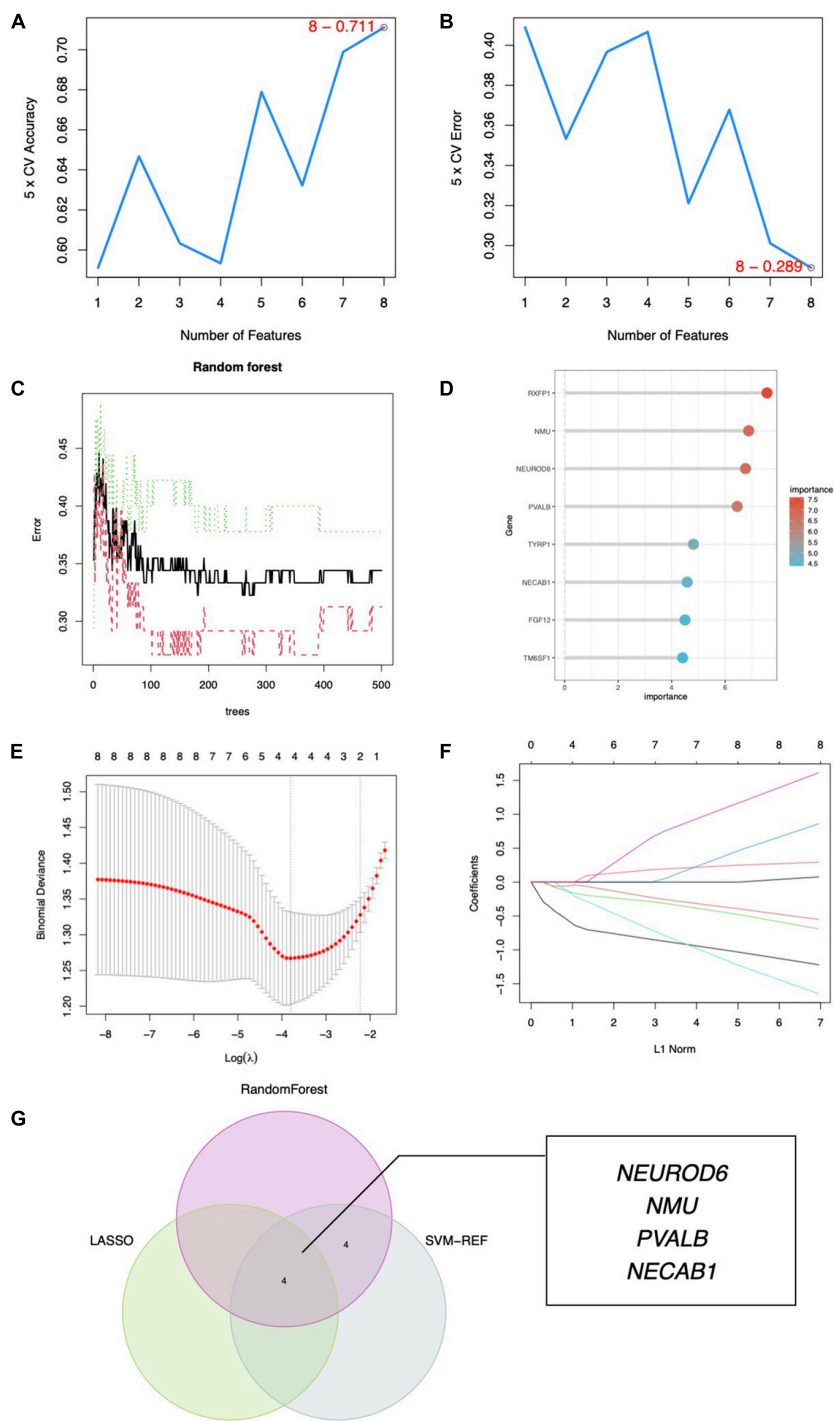 A
8 − 0.711
5 x CV Accuracy
0.60 0.62 0.64 0.66 0.68 0.70
1 2 3 4 5 6 7 8
Number of Features
B
8 − 0.289
5 x CV Error
0.30 0.32 0.34 0.36 0.38 0.40
1 2 3 4 5 6 7 8
Number of Features
C
Random forest
Error
0.30 0.35 0.40 0.45
0 100 200 300 400 500
trees
D
Gene
RXFP1
NMU
NEUROD6
PVALB
TYRP1
NECAB1
FGF12
TM6SF1
0 2 4 6
importance
importance
7.5
7.0
6.5
6.0
5.5
5.0
4.5
E
8 8 8 8 8 8 8 8 7 7 6 5 4 4 4 3 2 1
Binomial Deviance
1.20 1.25 1.30 1.35 1.40 1.45 1.50
−8 −7 −6 −5 −4 −3 −2
Log(λ)
F
0 4 6 7 7 8 8 8
Coefficients
−1.5 −1.0 −0.5 0.0 0.5 1.0 1.5
0 1 2 3 4 5 6 7
L1 Norm
G
RandomForest
LASSO
SVM−REF
4
4
NEUROD6
NMU
PVALB
NECAB1